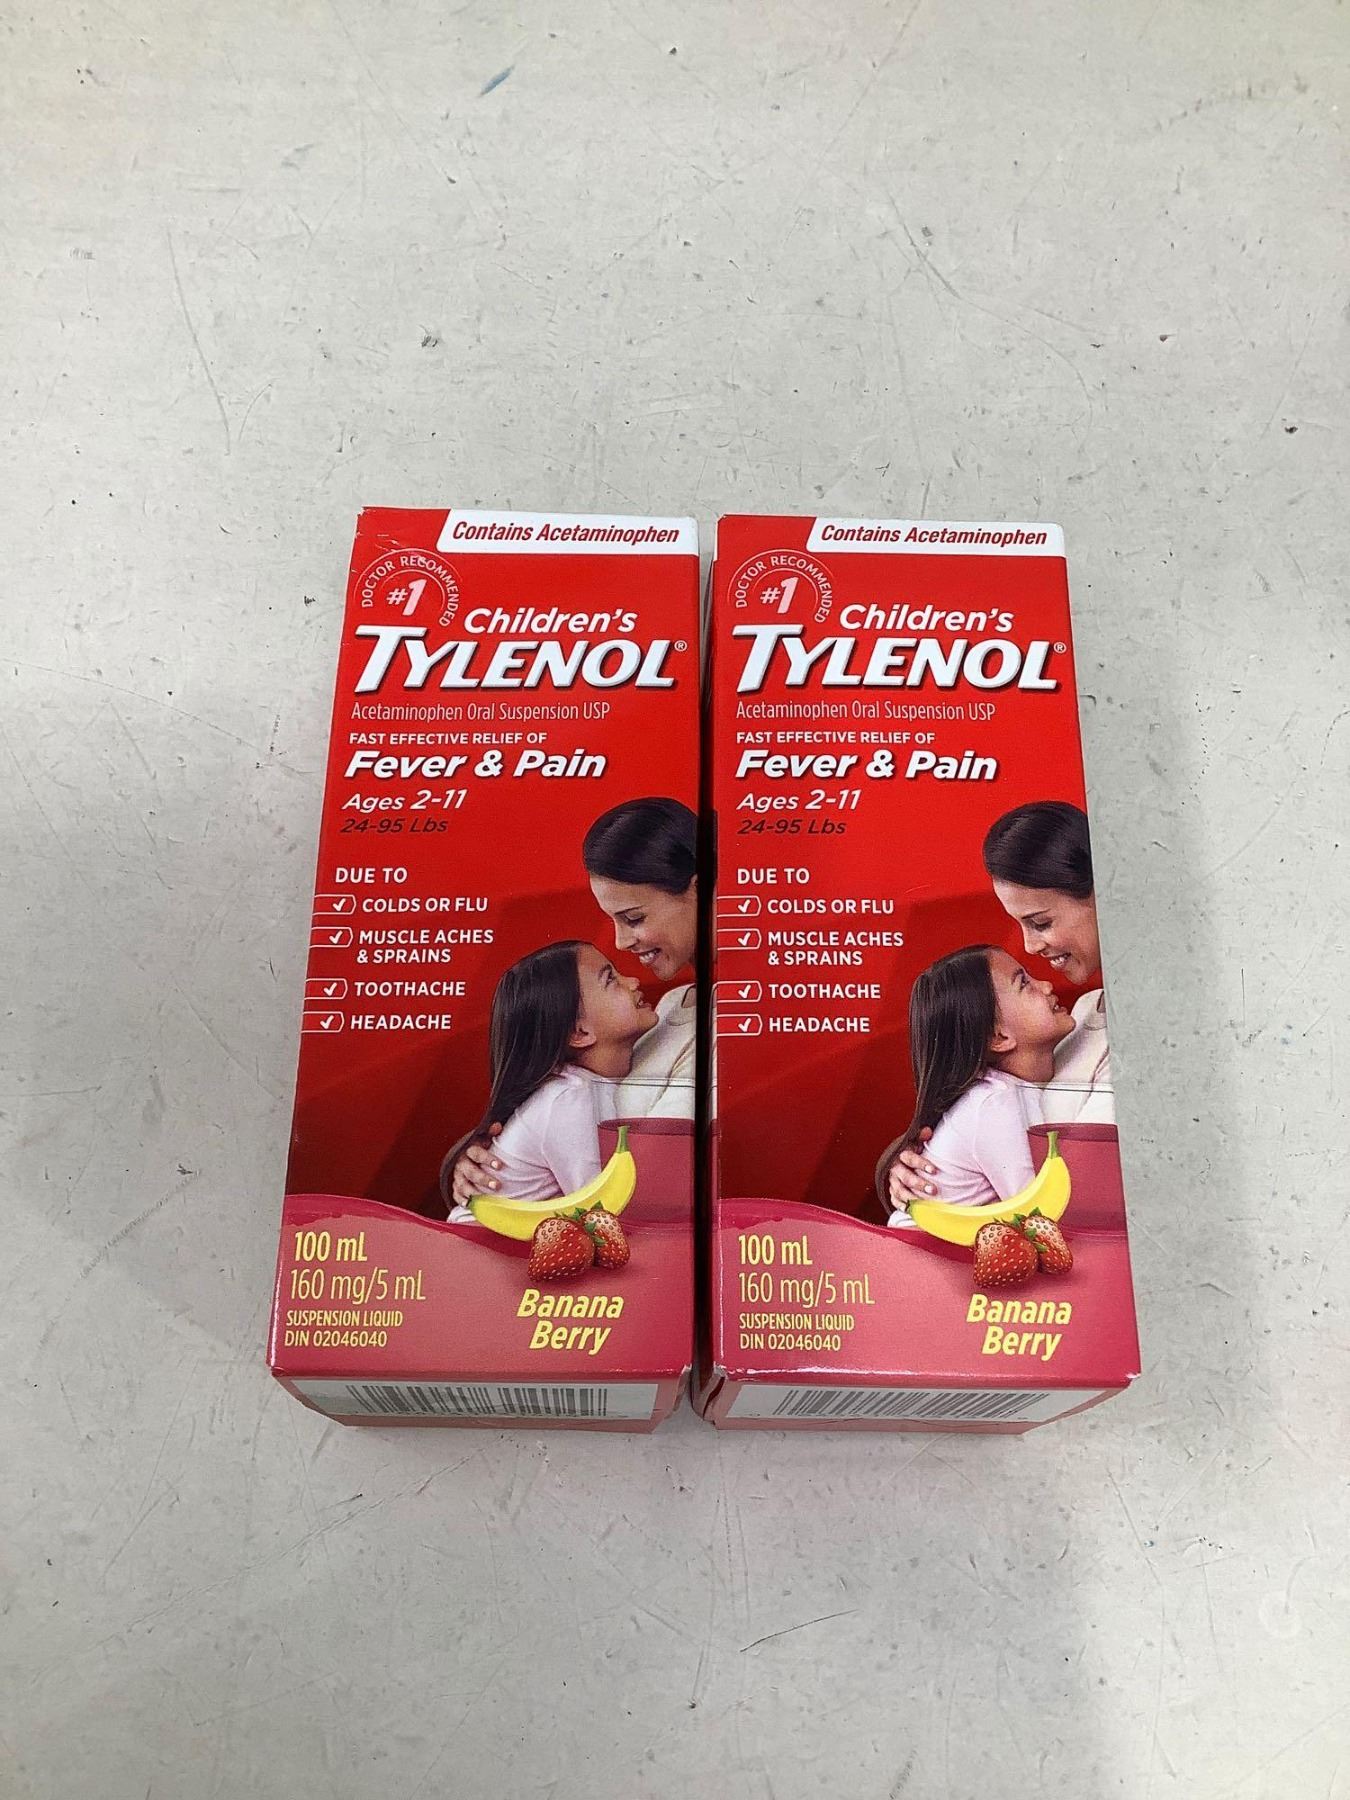 Contains Acetaminophen
DOCTOR RECOMMENDED
#1
Children's
TYLENOL®
Acetaminophen Oral Suspension USP
FAST EFFECTIVE RELIEF OF
Fever & Pain
Ages 2-11
24-95 Lbs
DUE TO
COLDS OR FLU
MUSCLE ACHES
& SPRAINS
TOOTHACHE
HEADACHE
100 mL
160 mg/5 mL
SUSPENSION LIQUID
DIN 02046040
Banana
Berry
Contains Acetaminophen
DOCTOR RECOMMENDED
#1
Children's
TYLENOL®
Acetaminophen Oral Suspension USP
FAST EFFECTIVE RELIEF OF
Fever & Pain
Ages 2-11
24-95 Lbs
DUE TO
COLDS OR FLU
MUSCLE ACHES
& SPRAINS
TOOTHACHE
HEADACHE
100 mL
160 mg/5 mL
SUSPENSION LIQUID
DIN 02046040
Banana
Berry